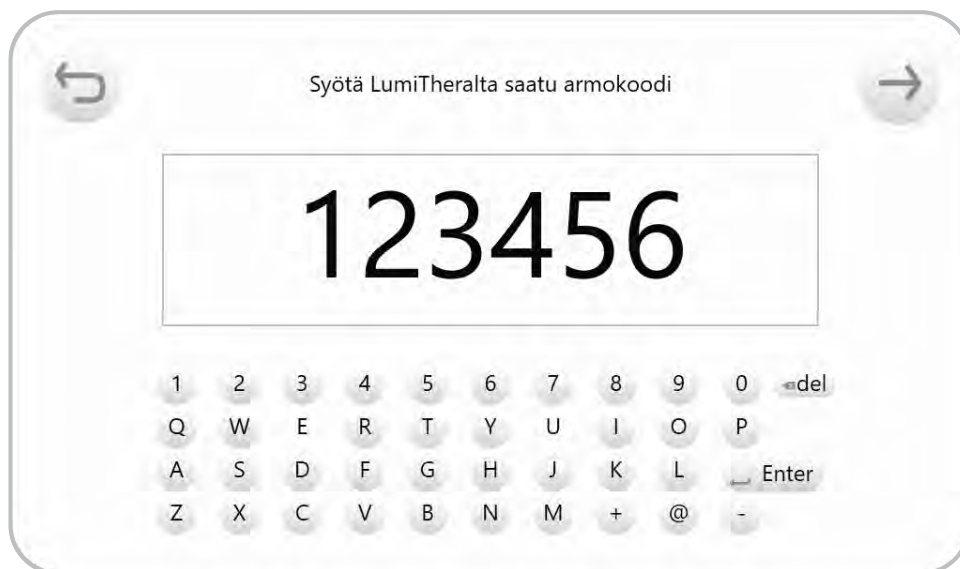 Syötä LumiTheralta saatu armokoodi
123456
1 2 3 4 5 6 7 8 9 0 del
Q W E R T Y U I O P
A S D F G H J K L Enter
Z X C V B N M + @ -